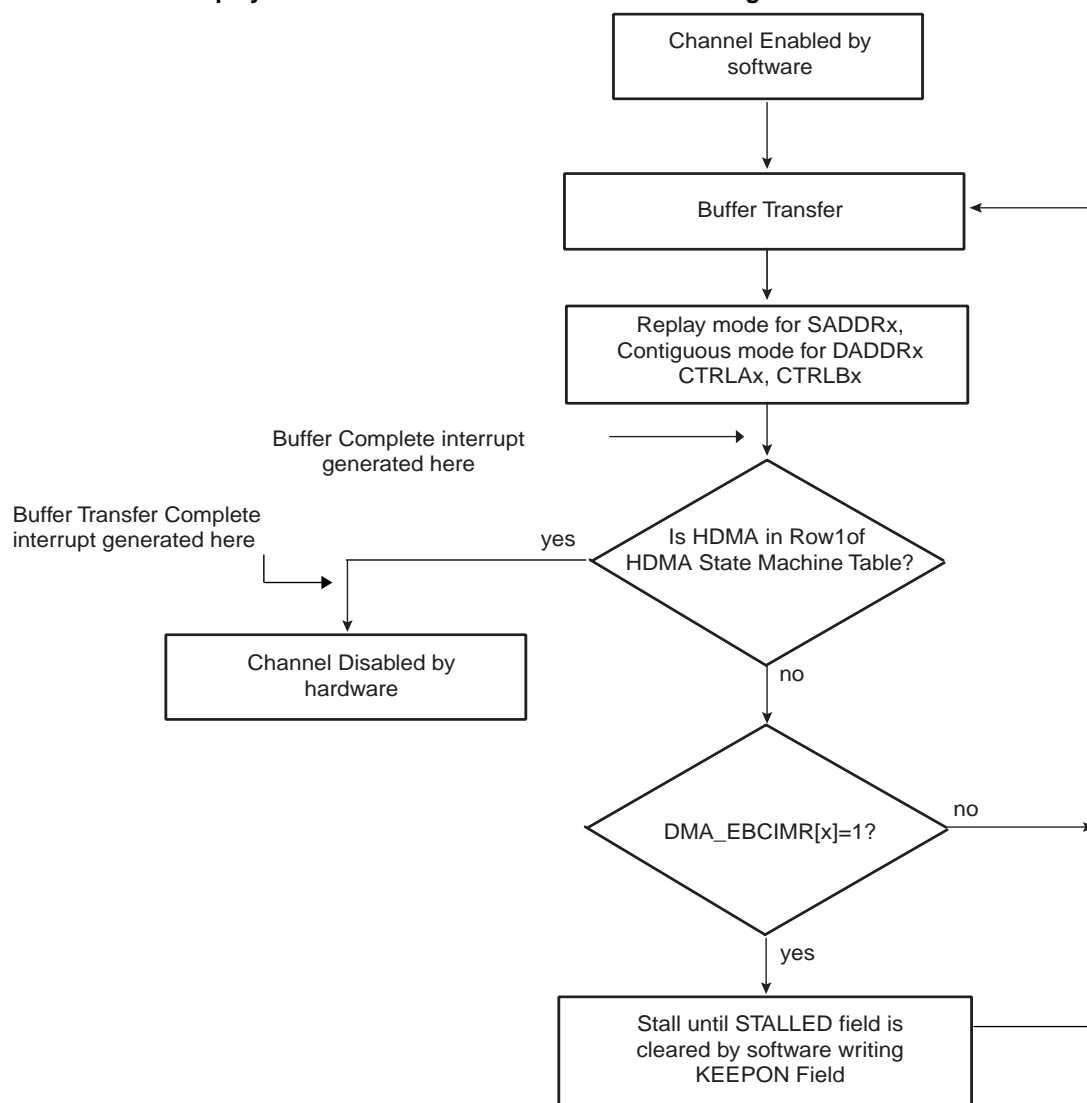 Channel Enabled by
software
Buffer Transfer
Replay mode for SADDRx,
Contiguous mode for DADDRx
CTRLAx, CTRLBx
Buffer Complete interrupt
generated here
Buffer Transfer Complete
interrupt generated here
yes
Is HDMA in Row1of
HDMA State Machine Table?
Channel Disabled by
hardware
no
DMA_EBCIMR[x]=1?
no
yes
Stall until STALLED field is
cleared by software writing
KEEPON Field